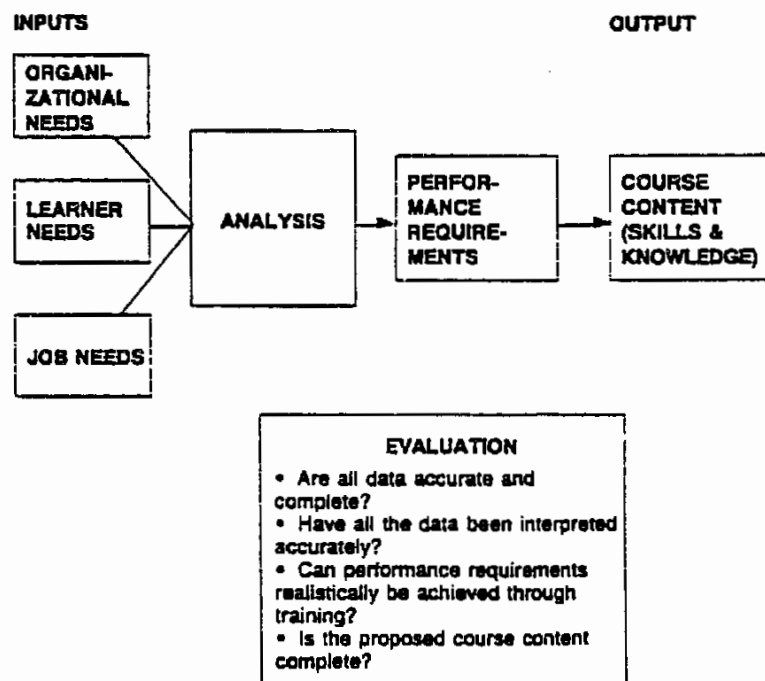 INPUTS
OUTPUT
ORGANI-
ZATIONAL
NEEDS
LEARNER
NEEDS
JOB NEEDS
ANALYSIS
PERFOR-
MANCE
REQUIRE-
MENTS
COURSE
CONTENT
(SKILLS &
KNOWLEDGE)
EVALUATION
• Are all data accurate and
complete?
• Have all the data been interpreted
accurately?
• Can performance requirements
realistically be achieved through
training?
• Is the proposed course content
complete?